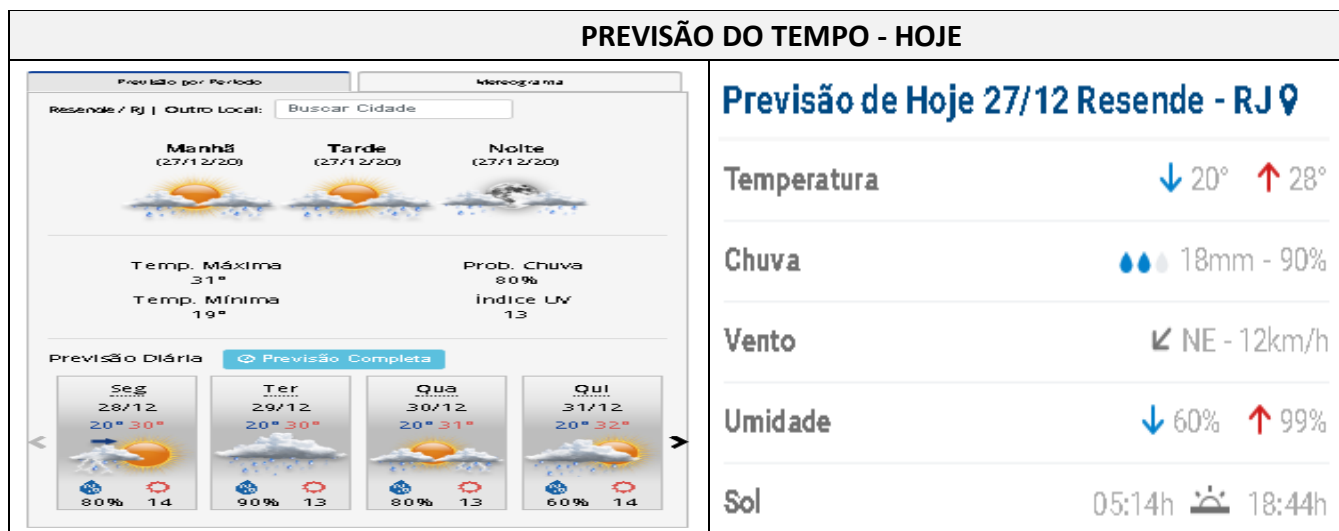 PREVISÃO DO TEMPO - HOJE
Previsão por Período
Meteograma
Resende / RJ | Outro Local:
Buscar Cidade
Manhã Tarde Noite
(27/12/20) (27/12/20) (27/12/20)
Temp. Máxima Prob. Chuva
31° 80%
Temp. Mínima Índice UV
19° 13
Previsão Diária Previsão Completa
Seg Ter Qua Qui
28/12 29/12 30/12 31/12
20° 30° 20° 30° 20° 31° 20° 32°
< >
80% 14 90% 13 80% 13 60% 14
Previsão de Hoje 27/12 Resende - RJ
Temperatura 20° 28°
Chuva 18mm - 90%
Vento NE - 12km/h
Umidade 60% 99%
Sol 05:14h 18:44h